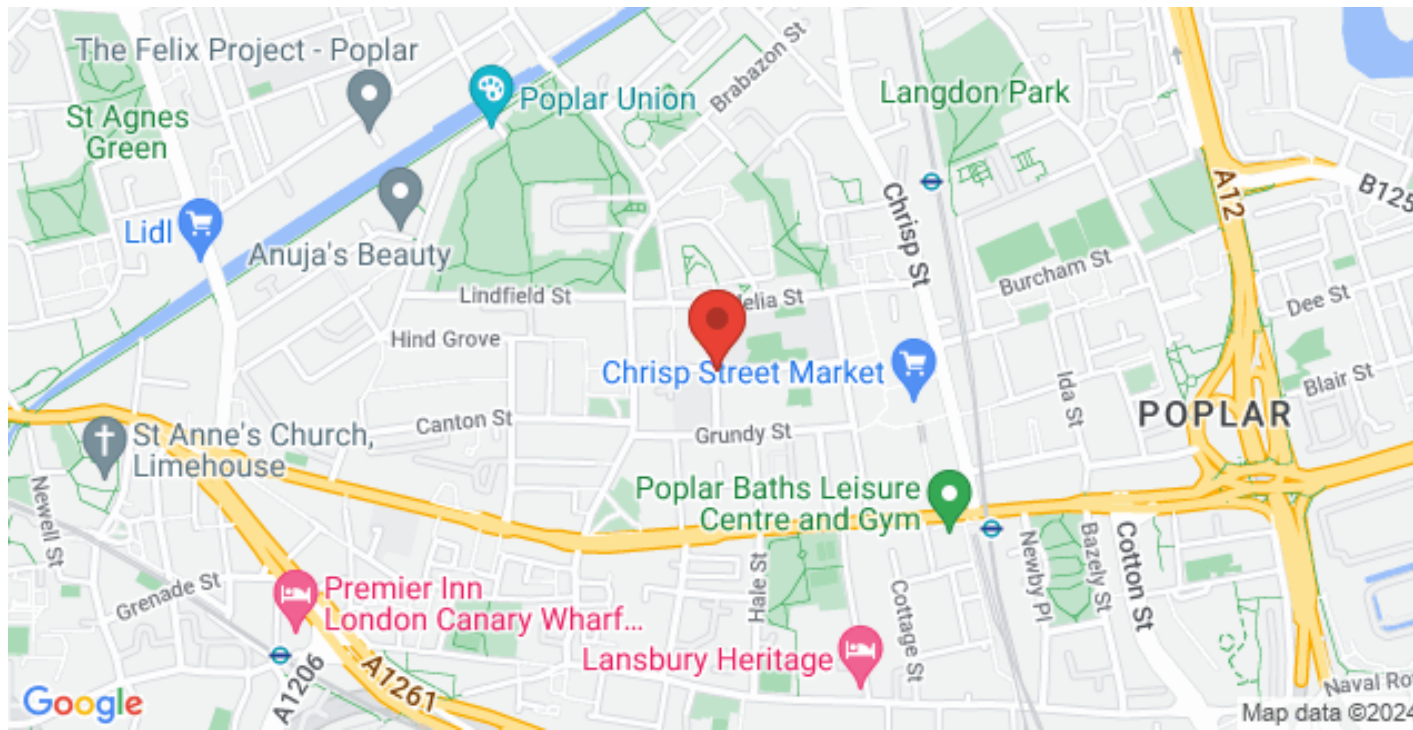 The Felix Project - Poplar
Brabazon St
Poplar Union
Langdon Park
St Agnes
Green
A12
B125
Chrisp St
Lidl
Anuja's Beauty
Burcham St
Lindfield St
elia St
Dee St
Hind Grove
Chrisp Street Market
Ida St
Blair St
Canton St
POPLAR
St Anne's Church,
Limehouse
Grundy St
Newell St
Poplar Baths Leisure
Centre and Gym
Grenade St
Hale St
Newby Pl
Bazely St
Cotton St
Cottage St
Premier Inn
London Canary Wharf...
Lansbury Heritage
A1206
A1261
Naval Ro
Google
Map data ©2024